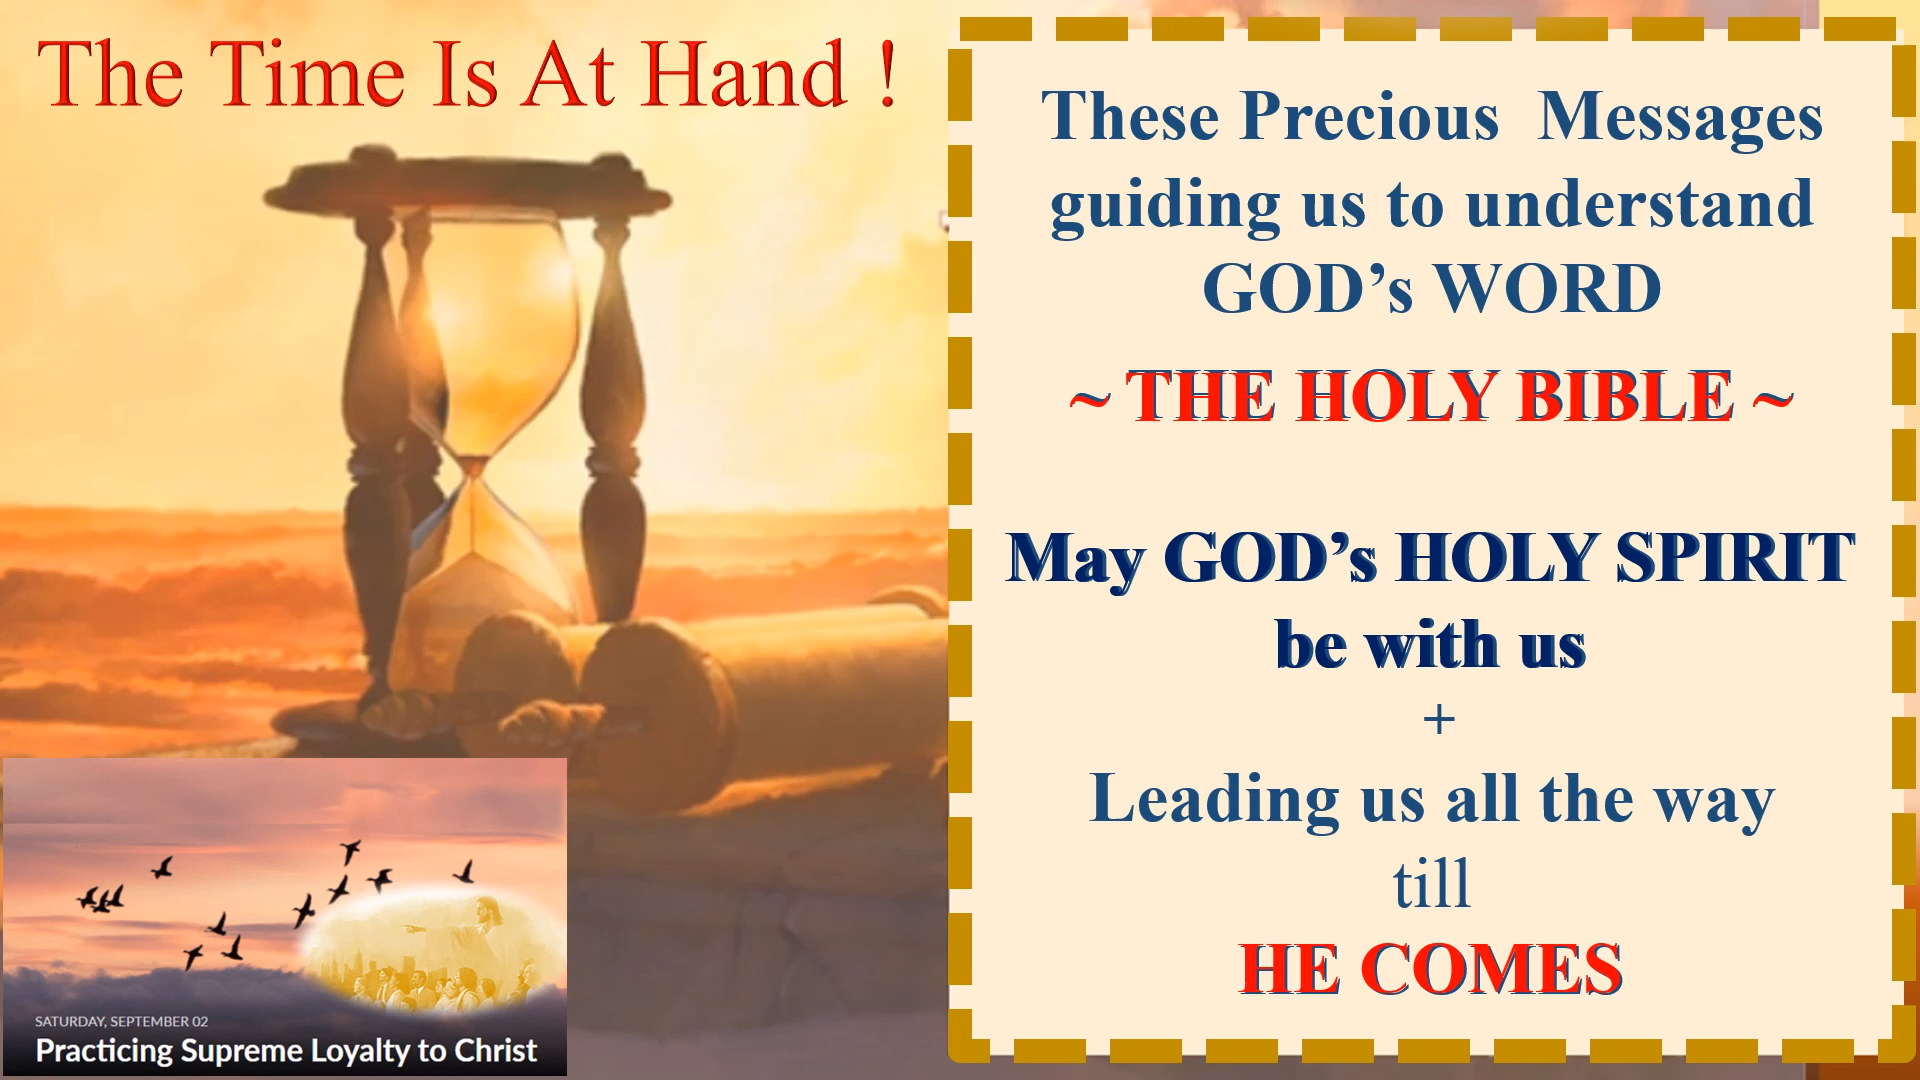 The Time Is At Hand !
These Precious  Messages
guiding us to understand
GOD’s WORD
~ THE HOLY BIBLE ~
May GOD’s HOLY SPIRIT
be with us
+
Leading us all the way
till
HE COMES
SATURDAY, SEPTEMBER 02
Practicing Supreme Loyalty to Christ